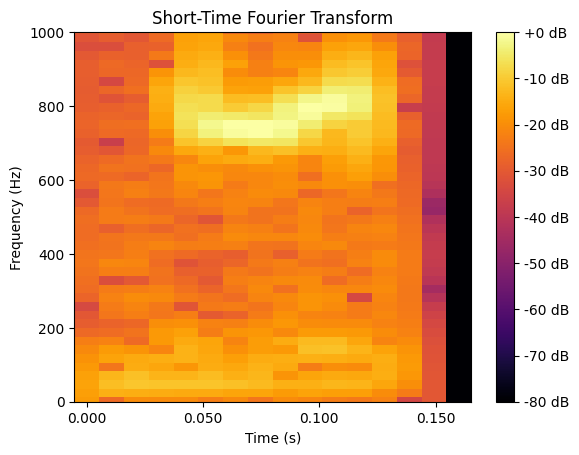 Short-Time Fourier Transform
1000
800
600
400
200
0
Frequency (Hz)
0.000
0.050
0.100
0.150
Time (s)
+0 dB
-10 dB
-20 dB
-30 dB
-40 dB
-50 dB
-60 dB
-70 dB
-80 dB